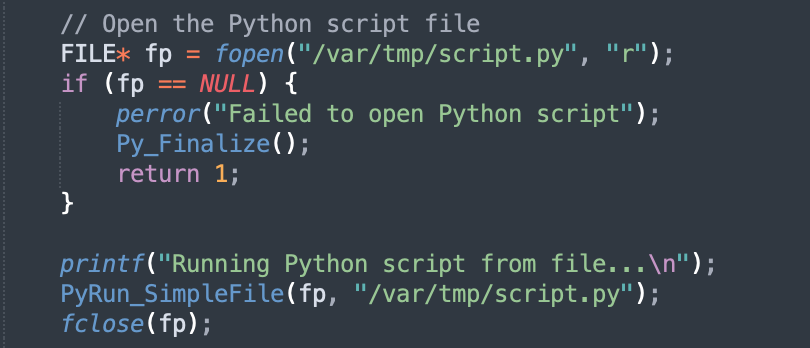 // Open the Python script file
FILE* fp = fopen("/var/tmp/script.py", "r");
if (fp == NULL) {
perror("Failed to open Python script");
Py_Finalize();
return 1;
}
printf("Running Python script from file...\n");
PyRun_SimpleFile(fp, "/var/tmp/script.py");
fclose(fp);